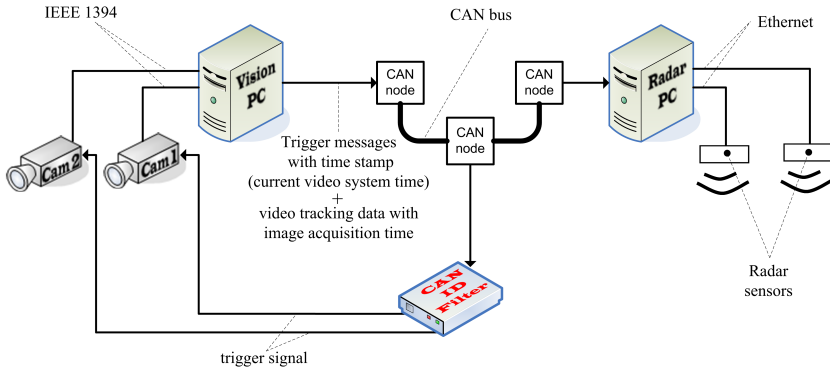 IEEE 1394
CAN bus
Ethernet
Vision
PC
CAN
node
CAN
node
Radar
PC
CAN
node
Cam 2
Cam 1
Trigger messages
with time stamp
(current video system time)
+
video tracking data with
image acquisition time
CAN
ID
Filter
Radar
sensors
trigger signal